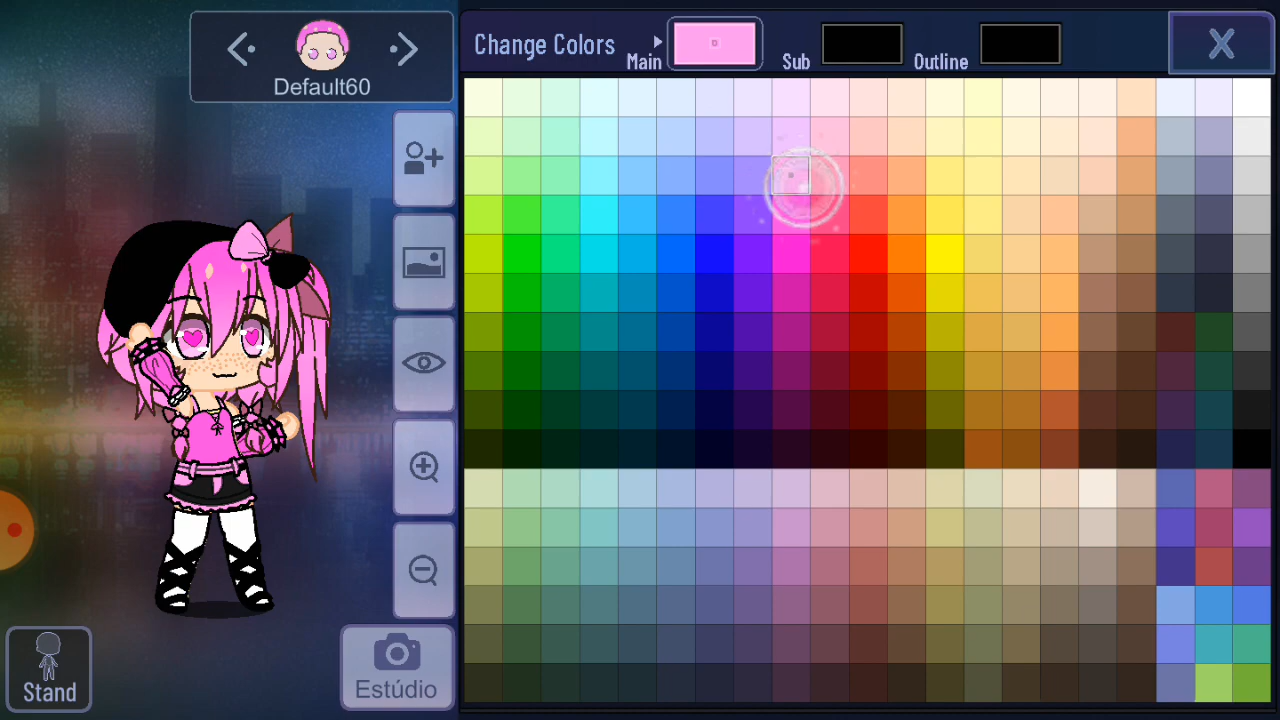 Default60
Change Colors
Main
Sub
Outline
X
Stand
Estúdio